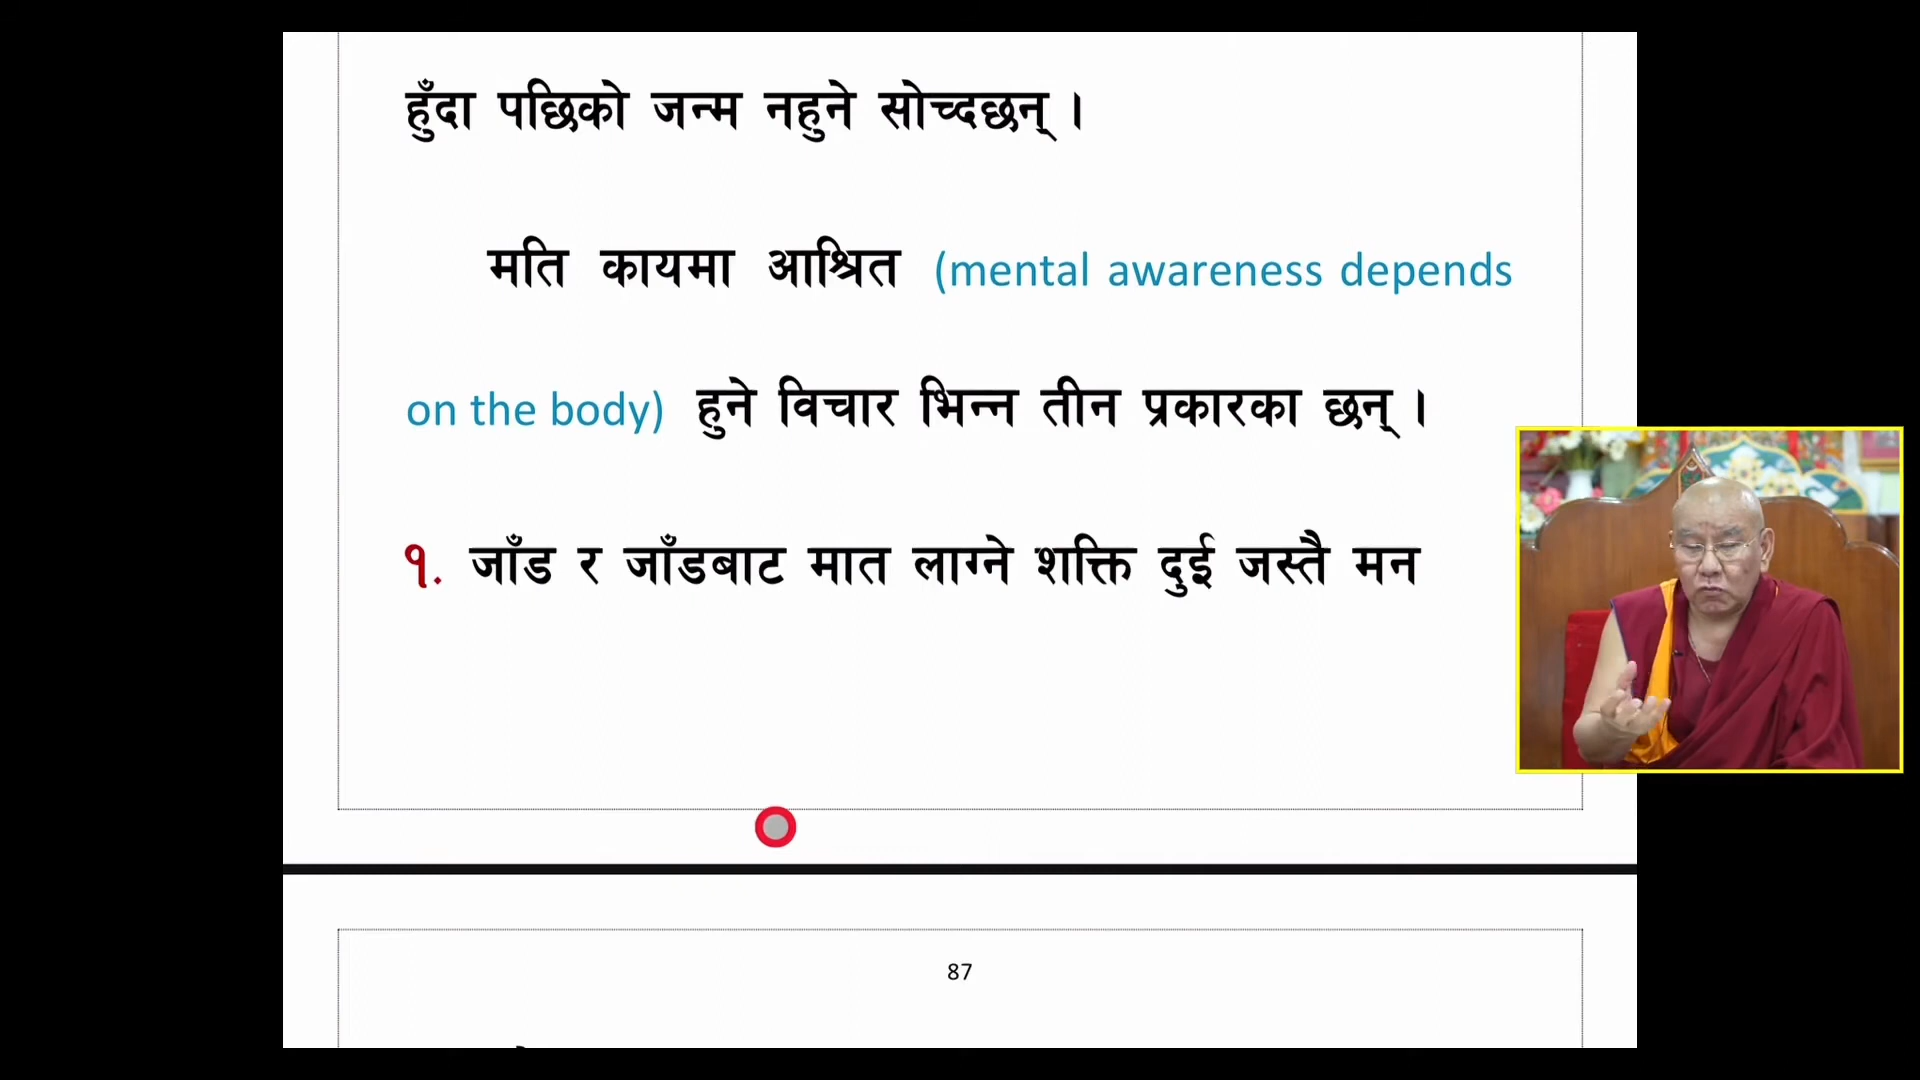 हुँदा पछिको जन्म नहुने सोच्दछन् ।
मति कायमा आश्रित (mental awareness depends
on the body) हुने विचार भिन्न तीन प्रकारका छन् ।
१. जाँड र जाँडबाट मात लाग्ने शक्ति दुई जस्तै मन
87